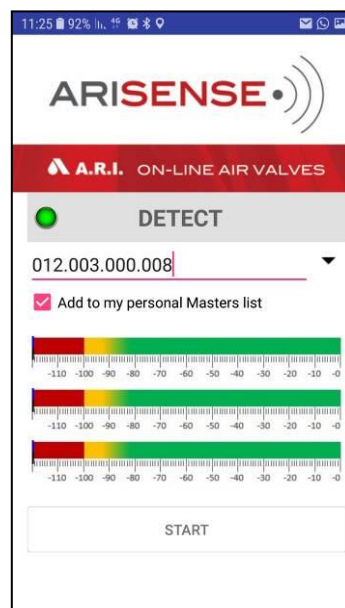 11:25 92% 4G
ARISENSE
A.R.I. ON-LINE AIR VALVES
DETECT
012.003.000.008
Add to my personal Masters list
-110 -100 -90 -80 -70 -60 -50 -40 -30 -20 -10 -0
-110 -100 -90 -80 -70 -60 -50 -40 -30 -20 -10 -0
-110 -100 -90 -80 -70 -60 -50 -40 -30 -20 -10 -0
START